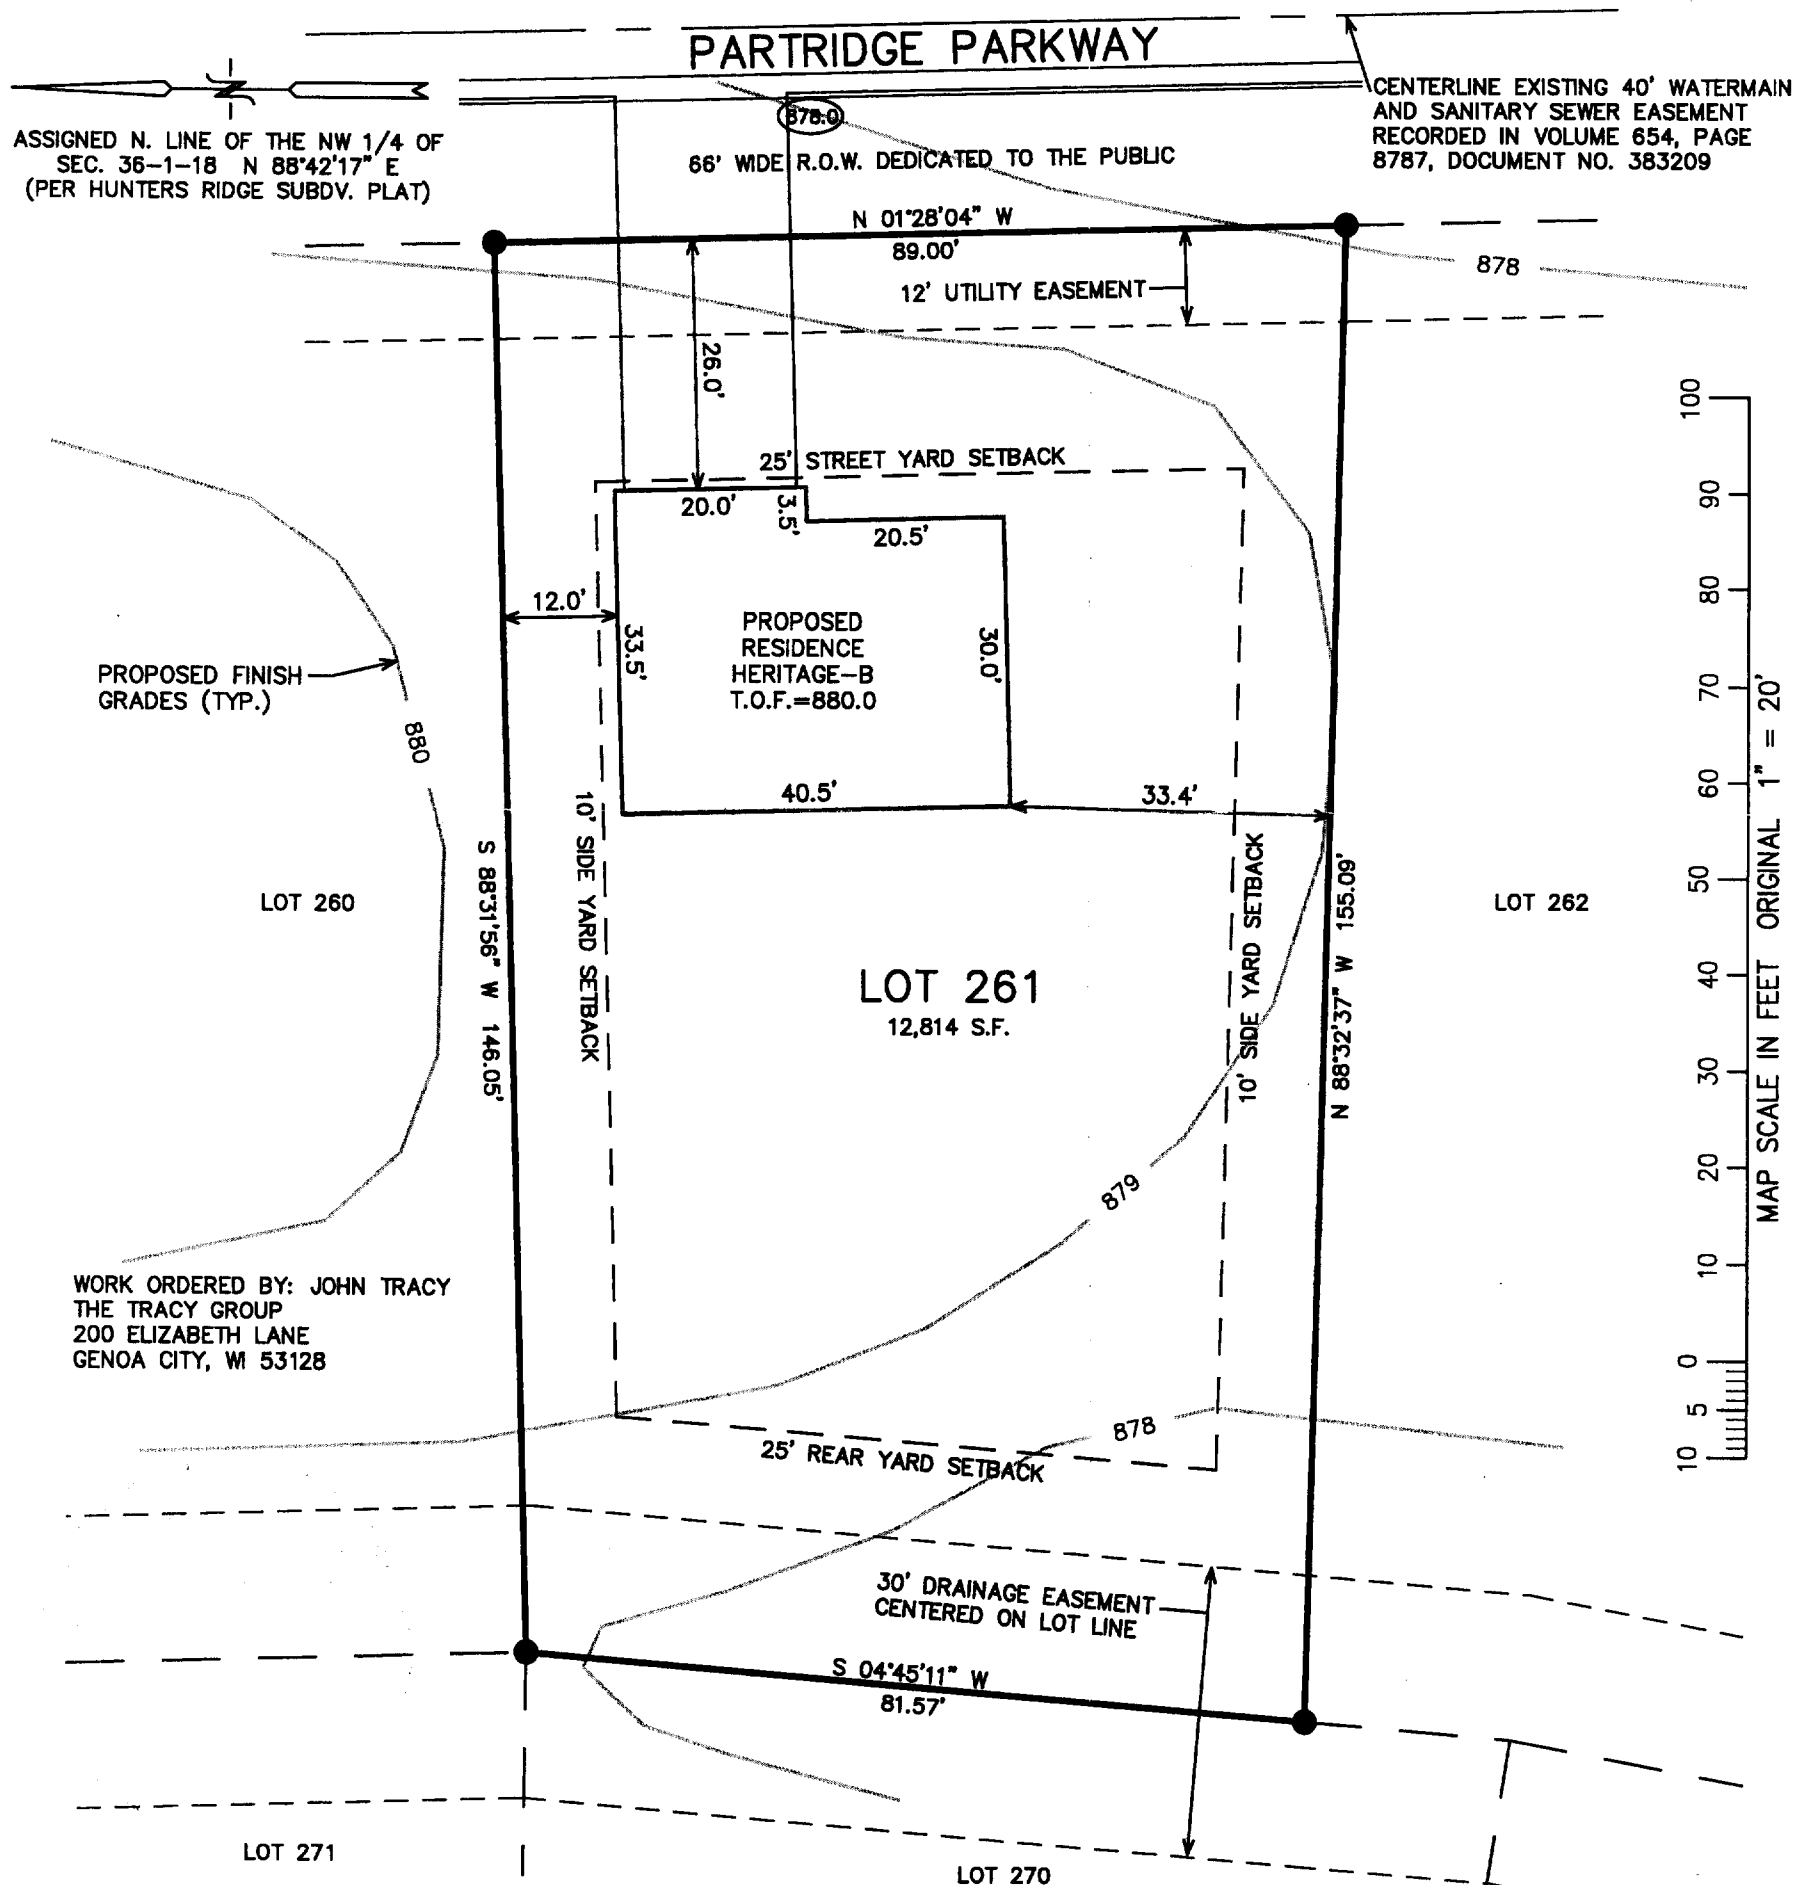 PARTRIDGE PARKWAY
CENTERLINE EXISTING 40' WATERMAIN
AND SANITARY SEWER EASEMENT
RECORDED IN VOLUME 654, PAGE
8787, DOCUMENT NO. 383209
ASSIGNED N. LINE OF THE NW 1/4 OF
SEC. 36-1-18 N 88°42'17" E
(PER HUNTERS RIDGE SUBDV. PLAT)
878.0
66' WIDE R.O.W. DEDICATED TO THE PUBLIC
N 01°28'04" W
89.00'
878
12' UTILITY EASEMENT
26.0'
25' STREET YARD SETBACK
20.0'
3.5'
20.5'
12.0'
33.5'
PROPOSED
RESIDENCE
HERITAGE-B
T.O.F.=880.0
30.0'
PROPOSED FINISH
GRADES (TYP.)
880
40.5'
33.4'
10' SIDE YARD SETBACK
S 88°31'56" W 146.05'
LOT 260
LOT 261
12,814 S.F.
10' SIDE YARD SETBACK
N 88°32'37" W 155.09'
LOT 262
879
WORK ORDERED BY: JOHN TRACY
THE TRACY GROUP
200 ELIZABETH LANE
GENOA CITY, WI 53128
878
25' REAR YARD SETBACK
30' DRAINAGE EASEMENT
CENTERED ON LOT LINE
S 04°45'11" W
81.57'
LOT 271
LOT 270
100
90
80
70
60
50
40
30
20
10
0
5
10
MAP SCALE IN FEET ORIGINAL 1" = 20'